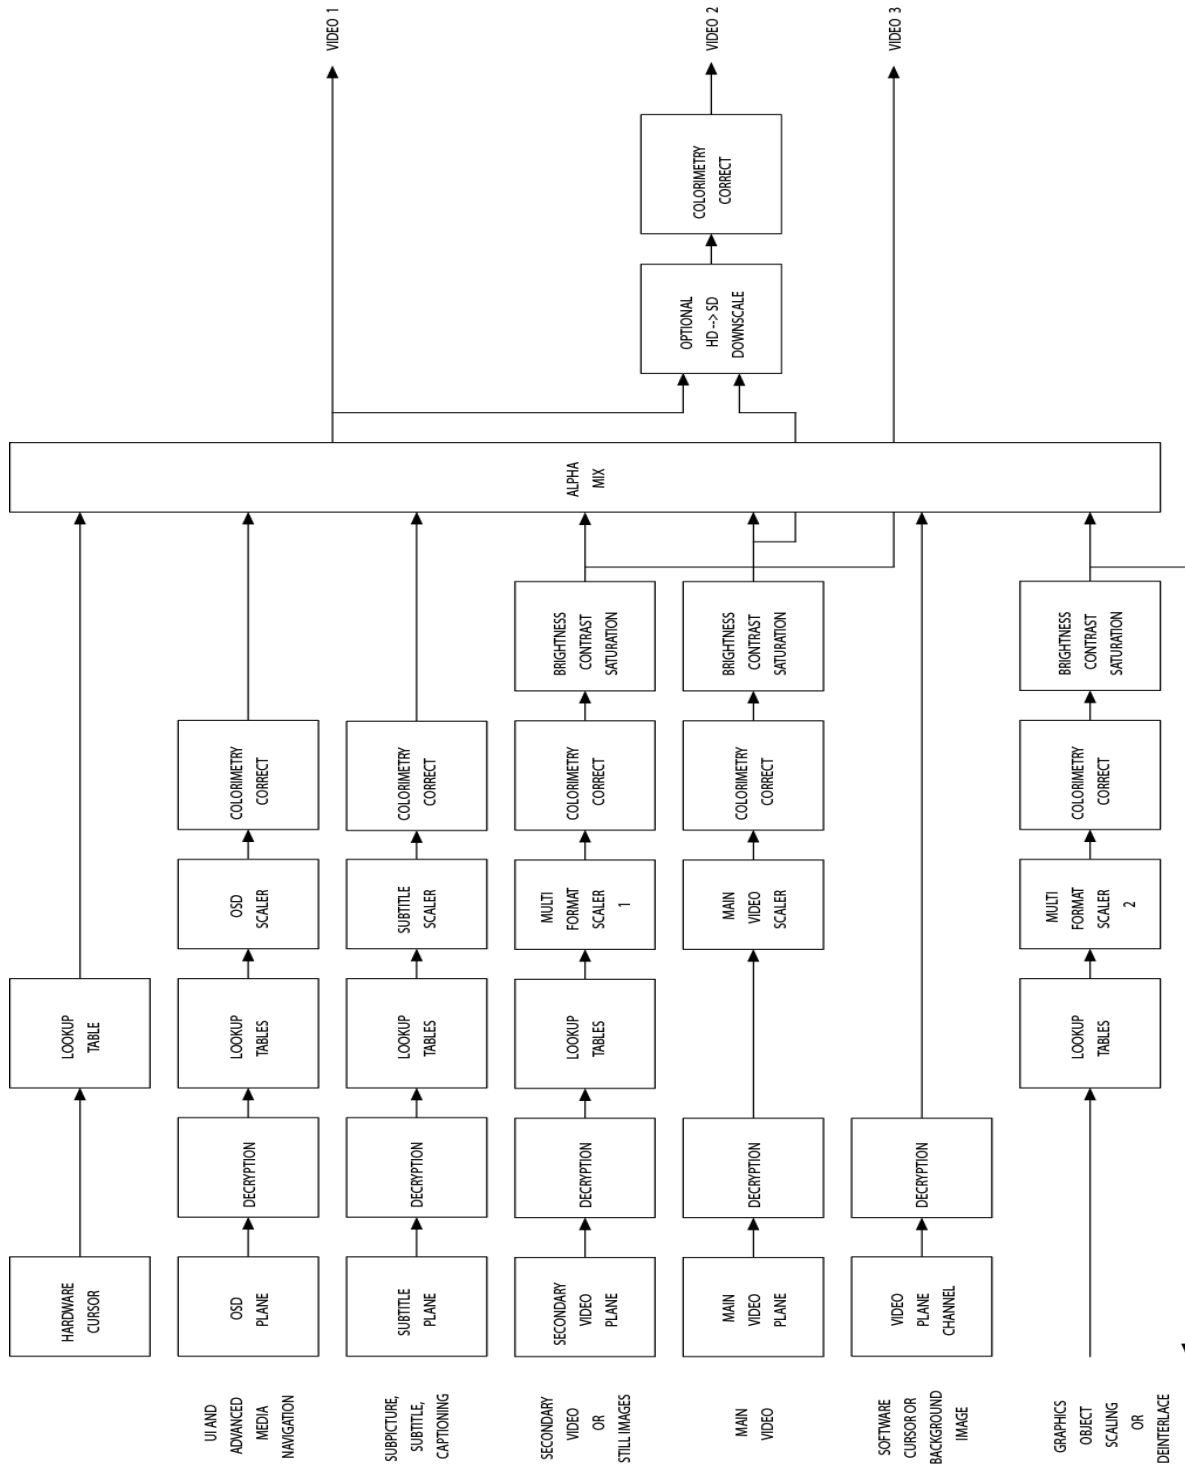 VIDEO 1
VIDEO 2
VIDEO 3
COLORIMETRY
CORRECT
OPTIONAL
HD --> SD
DOWNSCALE
ALPHA
MIX
BRIGHTNESS
CONTRAST
SATURATION
BRIGHTNESS
CONTRAST
SATURATION
BRIGHTNESS
CONTRAST
SATURATION
COLORIMETRY
CORRECT
COLORIMETRY
CORRECT
COLORIMETRY
CORRECT
COLORIMETRY
CORRECT
COLORIMETRY
CORRECT
OSD
SCALER
SUBTITLE
SCALER
MULTI
FORMAT
SCALER
1
MAIN
VIDEO
SCALER
MULTI
FORMAT
SCALER
2
LOOKUP
TABLE
LOOKUP
TABLES
LOOKUP
TABLES
LOOKUP
TABLES
LOOKUP
TABLES
DECRYPTION
DECRYPTION
DECRYPTION
DECRYPTION
DECRYPTION
HARDWARE
CURSOR
OSD
PLANE
SUBTITLE
PLANE
SECONDARY
VIDEO
PLANE
MAIN
VIDEO
PLANE
VIDEO
PLANE
CHANNEL
UI AND
ADVANCED
MEDIA
NAVIGATION
SUBPICTURE,
SUBTITLE,
CAPTIONING
SECONDARY
VIDEO
OR
STILL IMAGES
MAIN
VIDEO
SOFTWARE
CURSOR OR
BACKGROUND
IMAGE
GRAPHICS
OBJECT
SCALING
OR
DEINTERLACE